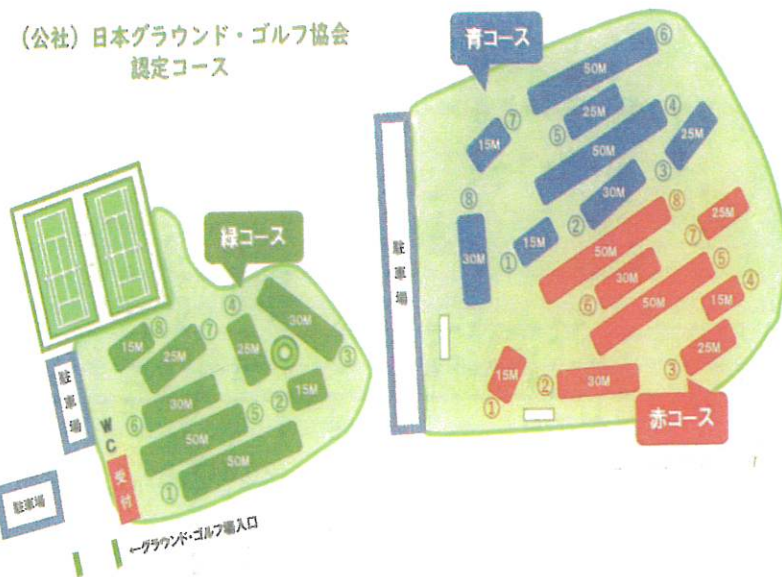 (公社)日本グラウンド・ゴルフ協会
認定コース
青コース
⑥
50M
25M
⑤
④
50M
25M
③
⑦
15M
⑧
30M
30M
②
15M
①
⑧
50M
25M
⑦
30M
⑥
⑤
50M
④
15M
25M
③
15M
①
②
30M
赤コース
駐車場
緑コース
④
30M
③
25M
⑧
15M
⑦
25M
15M
②
30M
⑥
⑤
50M
50M
①
駐車場
WC
受付
駐車場
←グラウンド・ゴルフ場入口